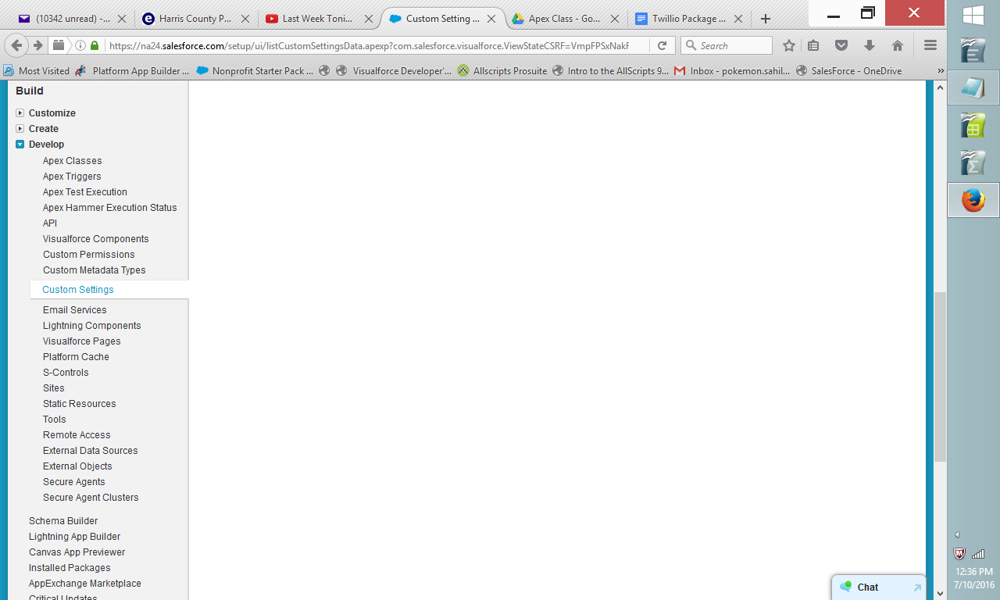 (10342 unread) -...
Harris County P...
Last Week Toni...
Custom Setting ...
Apex Class - Go...
Twillio Package ...
https://na24.salesforce.com/setup/ui/listCustomSettingsData.apexp?com.salesforce.visualforce.ViewStateCSRF=VmpFPSxNakF
Search
Most Visited
Platform App Builder ...
Nonprofit Starter Pack ...
Visualforce Developer'...
Allscripts Prosuite
Intro to the AllScripts 9...
Inbox - pokemon.sahil...
SalesForce - OneDrive
Build
Customize
Create
Develop
Apex Classes
Apex Triggers
Apex Test Execution
Apex Hammer Execution Status
API
Visualforce Components
Custom Permissions
Custom Metadata Types
Custom Settings
Email Services
Lightning Components
Visualforce Pages
Platform Cache
S-Controls
Sites
Static Resources
Tools
Remote Access
External Data Sources
External Objects
Secure Agents
Secure Agent Clusters
Schema Builder
Lightning App Builder
Canvas App Previewer
Installed Packages
AppExchange Marketplace
Critical Updates
Chat
12:36 PM
7/10/2016